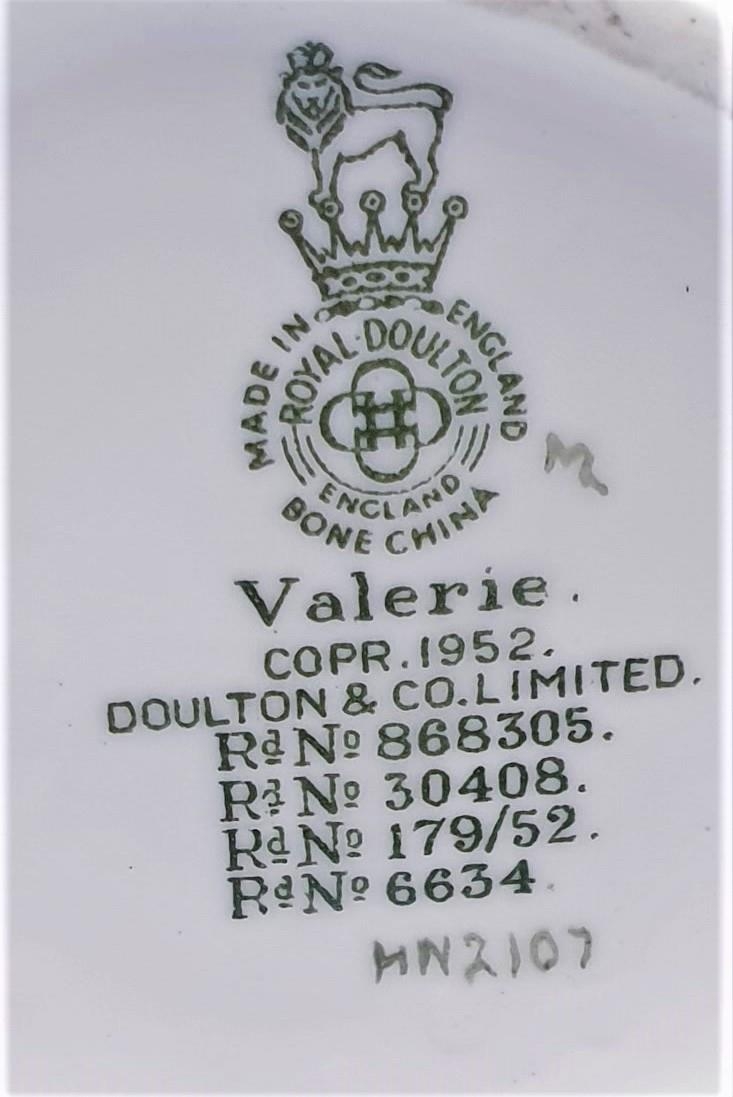 MADE IN ENGLAND
ROYAL·DOULTON
ENGLAND
BONE CHINA
M
Valerie.
COPR.1952.
DOULTON & CO.LIMITED.
Rd No 868305.
Rd No 30408.
Rd No 179/52.
Rd No 6634.
HN2107